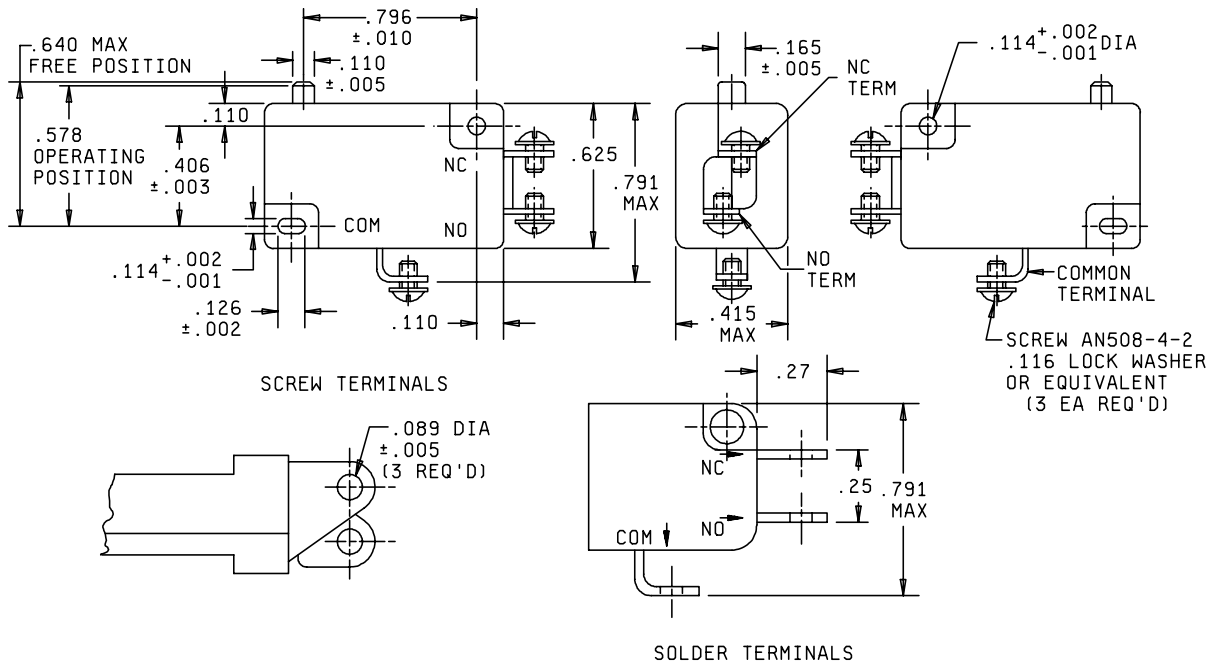 .796
±.010
.640 MAX
FREE POSITION
.110
±.005
.165
±.005
NC
TERM
.114 +.002 -.001 DIA
.110
.578
OPERATING
POSITION
.406
±.003
NC
.625
.791
MAX
COM
NO
.114 +.002 -.001
.126
±.002
.110
NO
TERM
.415
MAX
COMMON
TERMINAL
SCREW AN508-4-2
.116 LOCK WASHER
OR EQUIVALENT
(3 EA REQ'D)
SCREW TERMINALS
.27
.089 DIA
±.005
(3 REQ'D)
NC
.25
.791
MAX
NO
COM
SOLDER TERMINALS